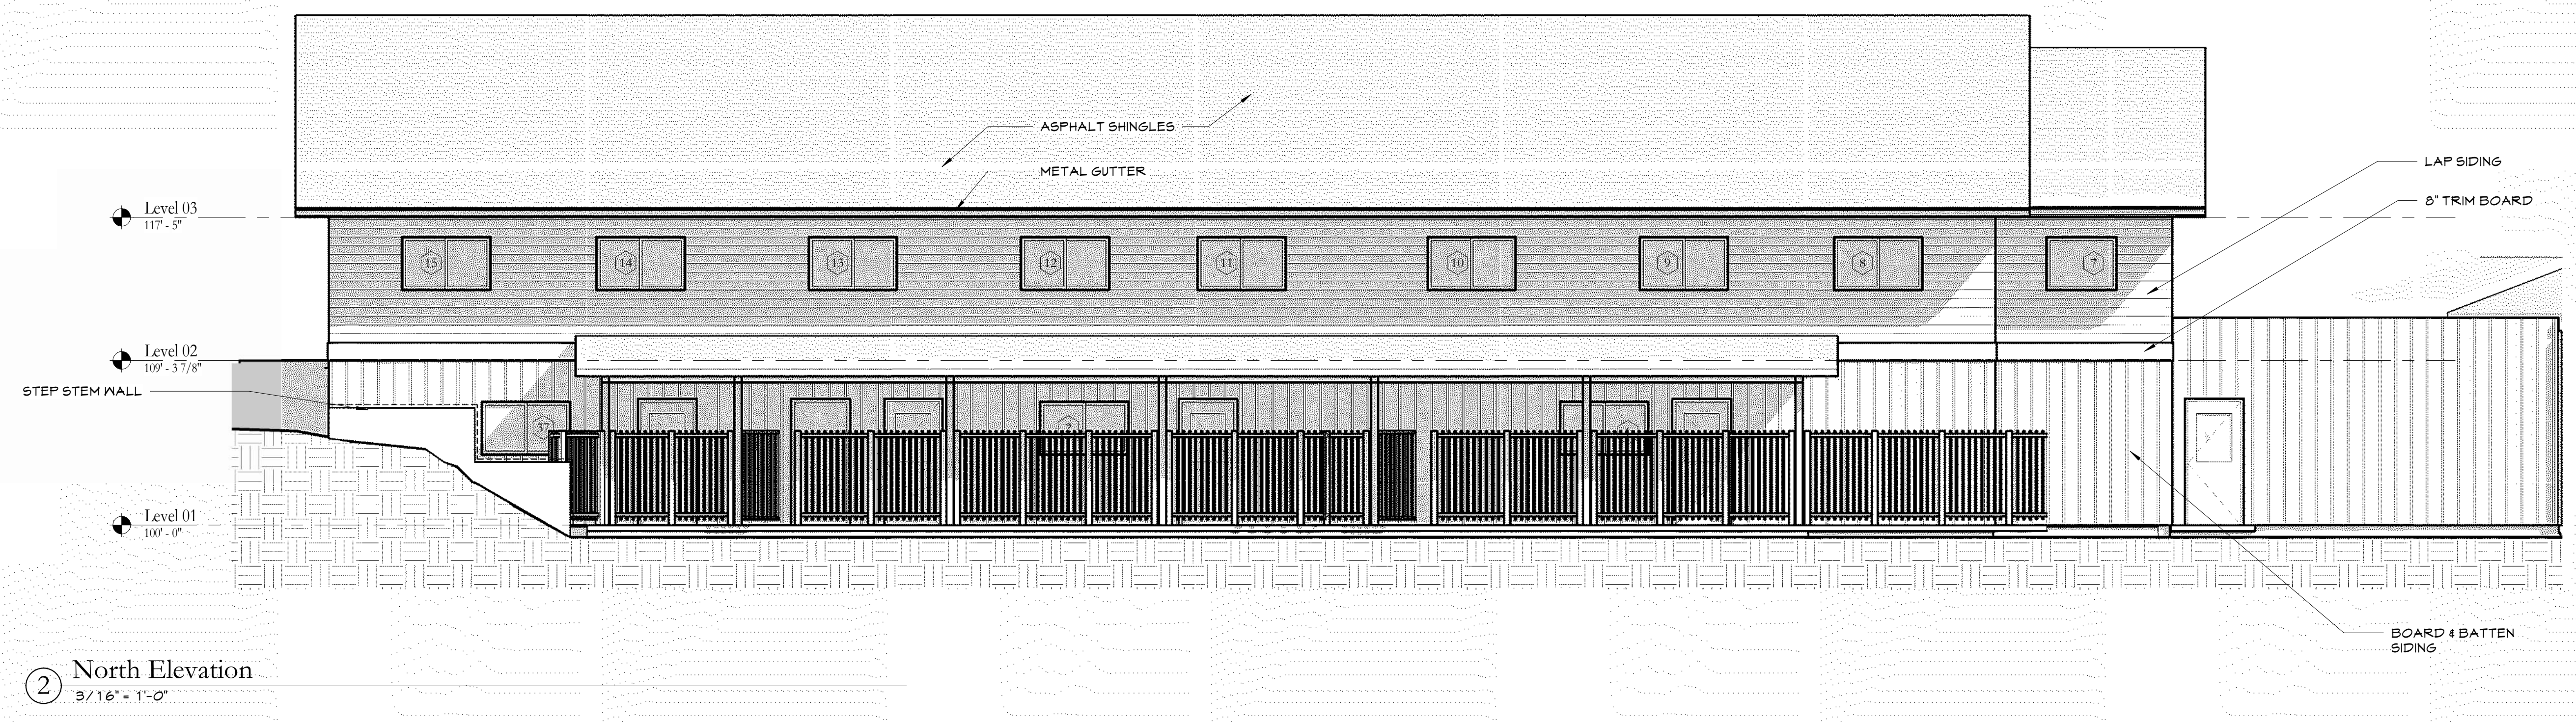 ASPHALT SHINGLES
METAL GUTTER
LAP SIDING
8" TRIM BOARD
Level 03
117' - 5"
15
14
13
12
11
10
9
8
7
Level 02
109' - 3 7/8"
STEP STEM WALL
37
2
Level 01
100' - 0"
BOARD & BATTEN
SIDING
2
North Elevation
3/16" = 1'-0"